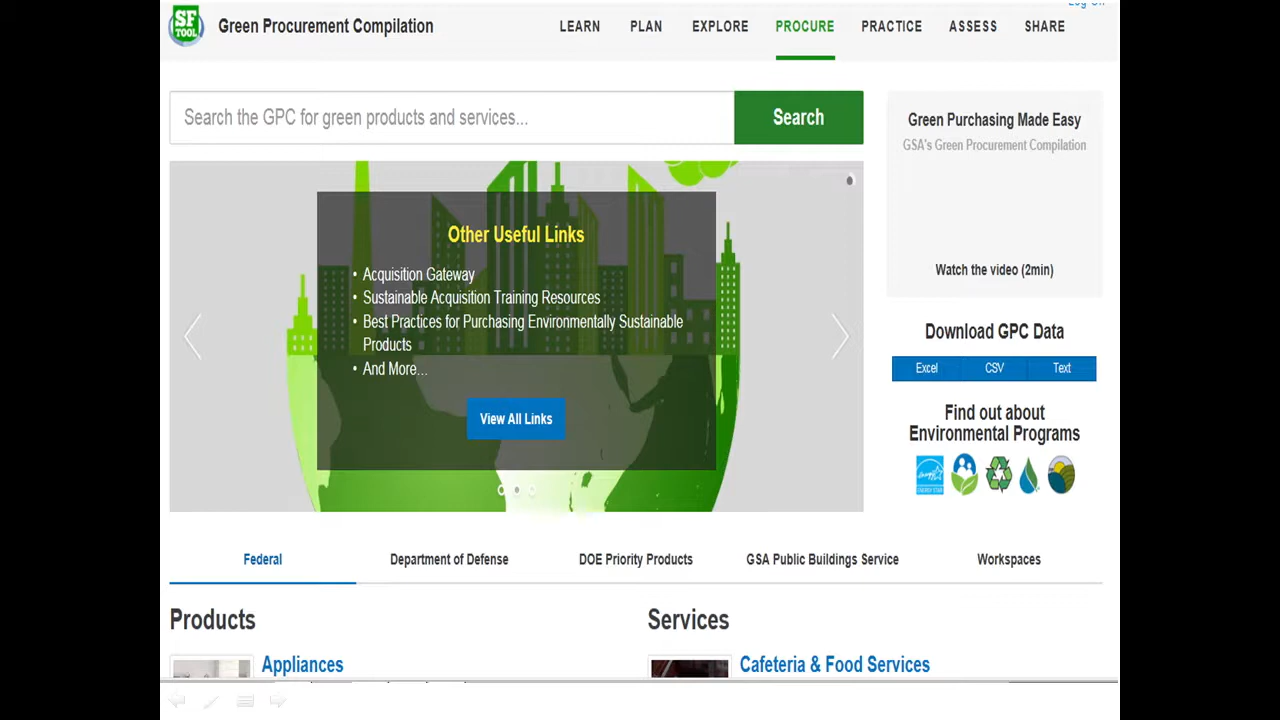 SF
TOOL
Green Procurement Compilation
LEARN
PLAN
EXPLORE
PROCURE
PRACTICE
ASSESS
SHARE
Search the GPC for green products and services...
Search
Other Useful Links
• Acquisition Gateway
• Sustainable Acquisition Training Resources
• Best Practices for Purchasing Environmentally Sustainable
Products
• And More...
View All Links
Green Purchasing Made Easy
GSA's Green Procurement Compilation
Watch the video (2min)
Download GPC Data
Excel
CSV
Text
Find out about
Environmental Programs
ENERGY STAR
Federal
Department of Defense
DOE Priority Products
GSA Public Buildings Service
Workspaces
Products
Services
Appliances
Cafeteria & Food Services